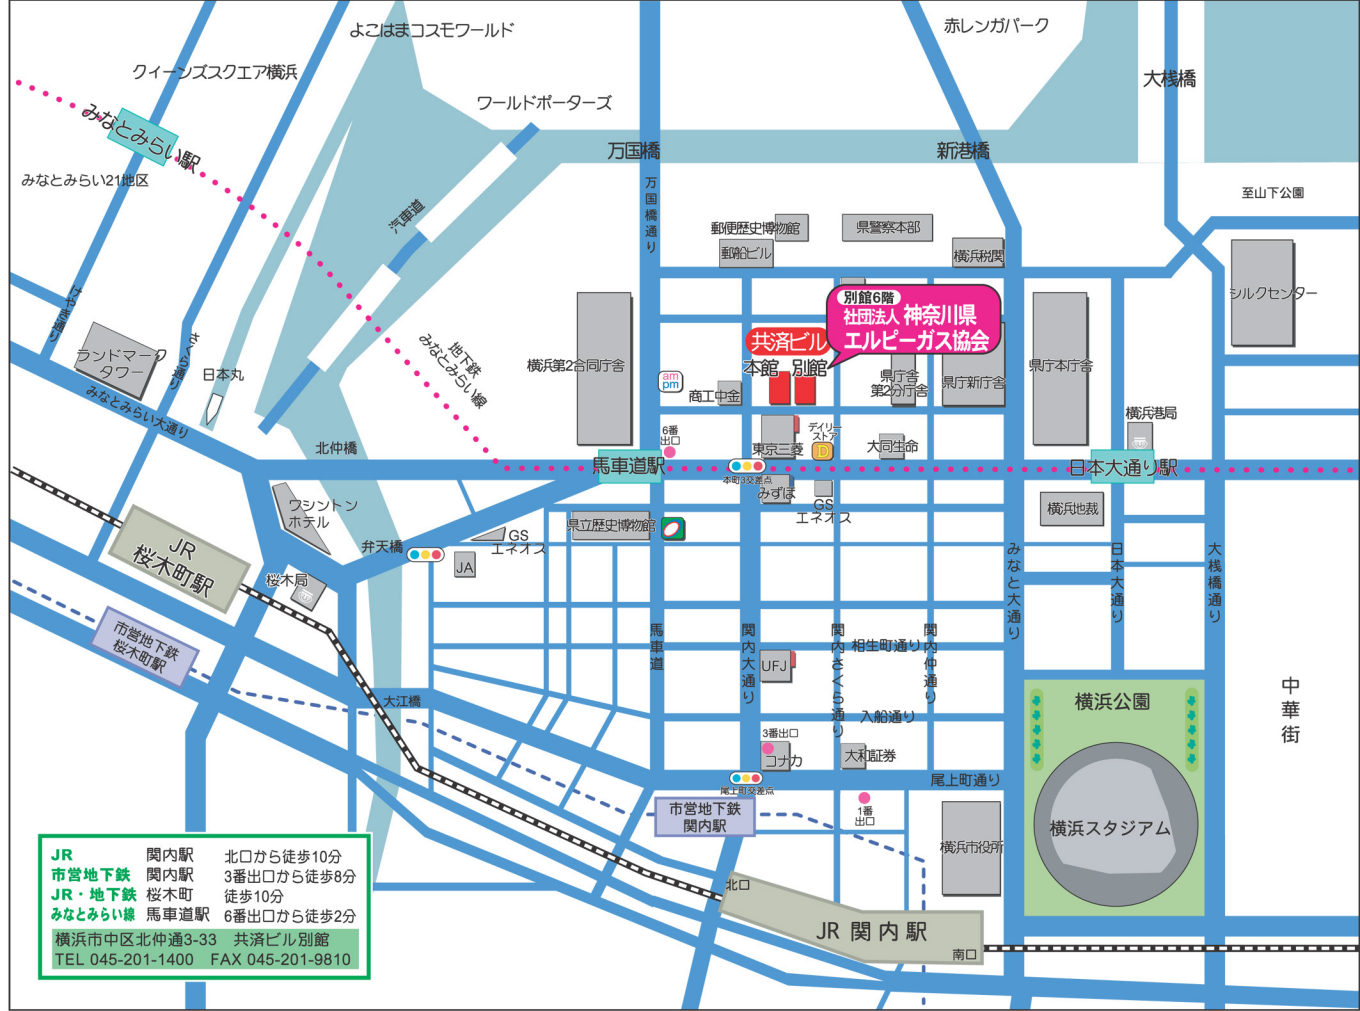 よこはまコスモワールド
赤レンガパーク
クイーンズスクエア横浜
大桟橋
ワールドポーターズ
みなとみらい駅
万国橋
新港橋
みなとみらい21地区
万国橋通り
至山下公園
汽車道
郵便歴史博物館
県警察本部
郵船ビル
横浜税関
シルクセンター
けやき通り
さくら通り
別館6階
社団法人 神奈川県
エルピーガス協会
共済ビル
本館 別館
地下鉄
みなとみらい線
ランドマーク
タワー
日本丸
みなとみらい大通り
横浜第2合同庁舎
am
pm
商工中金
県庁舎
第2分庁舎
県庁新庁舎
県庁本庁舎
横浜港局
北仲橋
6番
出口
東京三菱
デイリー
ストア
D
大同生命
馬車道駅
本町3交差点
日本大通り駅
みずほ
GS
エネオス
横浜地裁
ワシントン
ホテル
県立歴史博物館
弁天橋
GS
エネオス
JA
JR
桜木町駅
桜木局
みなと大通り
日本大通り
大桟橋通り
市営地下鉄
桜木町駅
馬車道
関内大通り
関内さくら通り
関内仲通り
相生町通り
UFJ
大江橋
入船通り
横浜公園
中華街
3番出口
コナカ
大和証券
尾上町通り
尾上町交差点
市営地下鉄
関内駅
1番
出口
横浜市役所
横浜スタジアム
北口
JR 関内駅
南口
JR 関内駅 北口から徒歩10分
市営地下鉄 関内駅 3番出口から徒歩8分
JR・地下鉄 桜木町 徒歩10分
みなとみらい線 馬車道駅 6番出口から徒歩2分
横浜市中区北仲通3-33 共済ビル別館
TEL 045-201-1400 FAX 045-201-9810